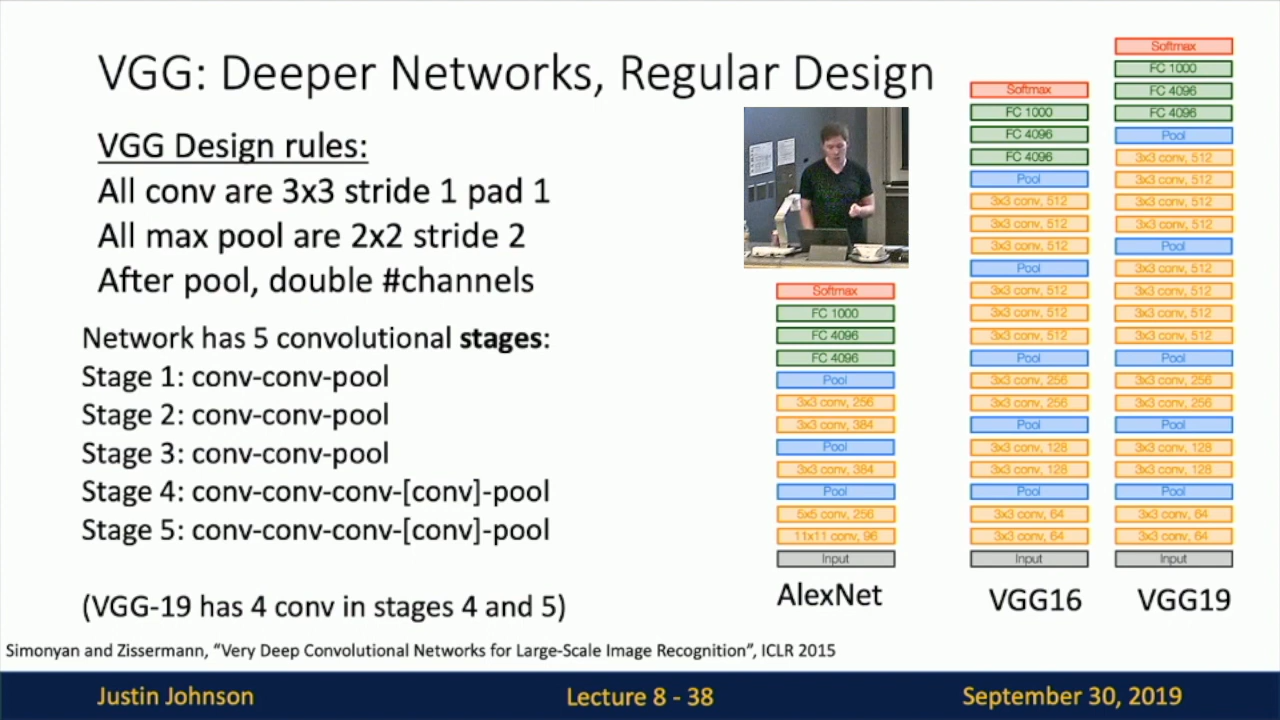 VGG: Deeper Networks, Regular Design
VGG Design rules:
All conv are 3x3 stride 1 pad 1
All max pool are 2x2 stride 2
After pool, double #channels
Network has 5 convolutional stages:
Stage 1: conv-conv-pool
Stage 2: conv-conv-pool
Stage 3: conv-conv-pool
Stage 4: conv-conv-conv-[conv]-pool
Stage 5: conv-conv-conv-[conv]-pool
(VGG-19 has 4 conv in stages 4 and 5)
Softmax
FC 1000
FC 4096
FC 4096
Pool
3x3 conv, 256
3x3 conv, 384
Pool
3x3 conv, 384
Pool
5x5 conv, 256
11x11 conv, 96
Input
AlexNet
Softmax
FC 1000
FC 4096
FC 4096
Pool
3x3 conv, 512
3x3 conv, 512
3x3 conv, 512
Pool
3x3 conv, 512
3x3 conv, 512
3x3 conv, 512
Pool
3x3 conv, 256
3x3 conv, 256
Pool
3x3 conv, 128
3x3 conv, 128
Pool
3x3 conv, 64
3x3 conv, 64
Input
VGG16
Softmax
FC 1000
FC 4096
FC 4096
Pool
3x3 conv, 512
3x3 conv, 512
3x3 conv, 512
3x3 conv, 512
Pool
3x3 conv, 512
3x3 conv, 512
3x3 conv, 512
3x3 conv, 512
Pool
3x3 conv, 256
3x3 conv, 256
Pool
3x3 conv, 128
3x3 conv, 128
Pool
3x3 conv, 64
3x3 conv, 64
Input
VGG19
Simonyan and Zissermann, "Very Deep Convolutional Networks for Large-Scale Image Recognition", ICLR 2015
Justin Johnson
Lecture 8 - 38
September 30, 2019